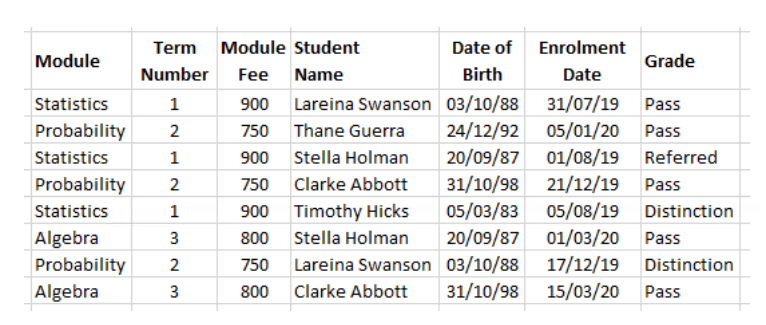 Module Term Number Module Fee Student Name Date of Birth Enrolment Date Grade
Statistics 1 900 Lareina Swanson 03/10/88 31/07/19 Pass
Probability 2 750 Thane Guerra 24/12/92 05/01/20 Pass
Statistics 1 900 Stella Holman 20/09/87 01/08/19 Referred
Probability 2 750 Clarke Abbott 31/10/98 21/12/19 Pass
Statistics 1 900 Timothy Hicks 05/03/83 05/08/19 Distinction
Algebra 3 800 Stella Holman 20/09/87 01/03/20 Pass
Probability 2 750 Lareina Swanson 03/10/88 17/12/19 Distinction
Algebra 3 800 Clarke Abbott 31/10/98 15/03/20 Pass